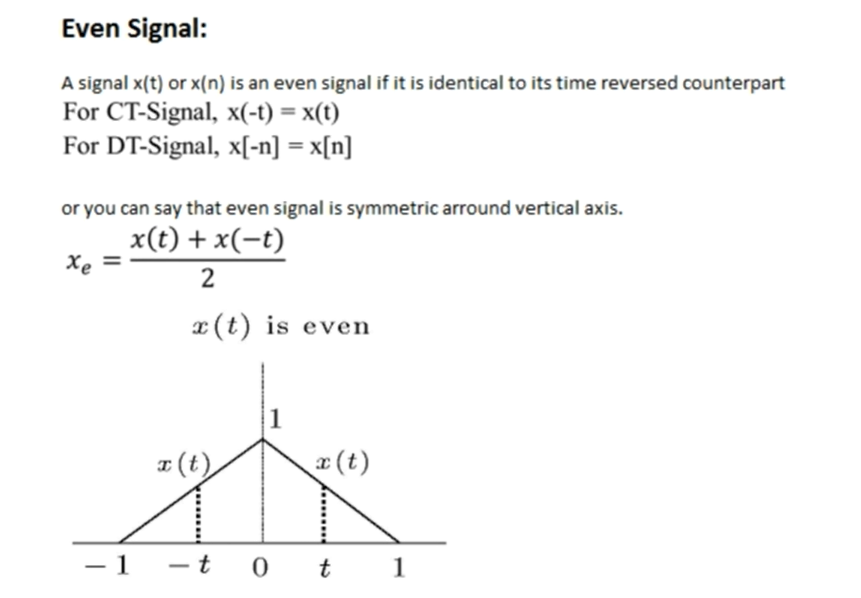 Even Signal:
A signal x(t) or x(n) is an even signal if it is identical to its time reversed counterpart
For CT-Signal, x(-t) = x(t)
For DT-Signal, x[-n] = x[n]
or you can say that even signal is symmetric arround vertical axis.
xₑ = x(t) + x(−t) / 2
x(t) is even
1
x(t) x(t)
−1 −t 0 t 1